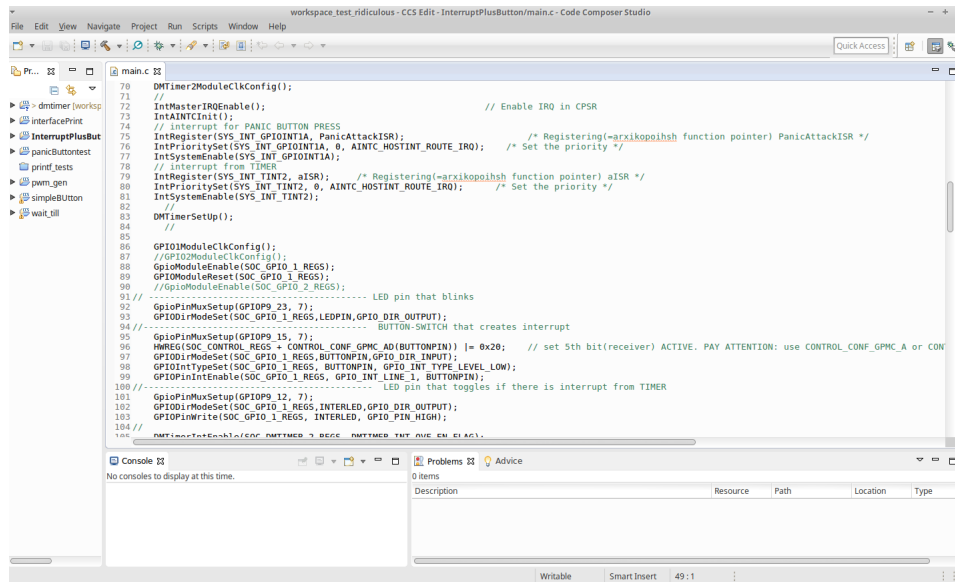 workspace_test_ridiculous - CCS Edit - InterruptPlusButton/main.c - Code Composer Studio
File Edit View Navigate Project Run Scripts Window Help
Quick Access
Pr...
main.c
> dmtimer [worksp
interfacePrint
InterruptPlusBut
panicButtontest
printf_tests
pwm_gen
simpleBUtton
wait_till
70 DMTimer2ModuleClkConfig();
71 //
72 IntMasterIRQEnable(); // Enable IRQ in CPSR
73 IntAINTCInit();
74 // interrupt for PANIC BUTTON PRESS
75 IntRegister(SYS_INT_GPIOINT1A, PanicAttackISR); /* Registering(=arxikopoihsh function pointer) PanicAttackISR */
76 IntPrioritySet(SYS_INT_GPIOINT1A, 0, AINTC_HOSTINT_ROUTE_IRQ); /* Set the priority */
77 IntSystemEnable(SYS_INT_GPIOINT1A);
78 // interrupt from TIMER
79 IntRegister(SYS_INT_TINT2, aISR); /* Registering(=arxikopoihsh function pointer) aISR */
80 IntPrioritySet(SYS_INT_TINT2, 0, AINTC_HOSTINT_ROUTE_IRQ); /* Set the priority */
81 IntSystemEnable(SYS_INT_TINT2);
82 //
83 DMTimerSetUp();
84 //
85
86 GPIO1ModuleClkConfig();
87 //GPIO2ModuleClkConfig();
88 GpioModuleEnable(SOC_GPIO_1_REGS);
89 GPIOModuleReset(SOC_GPIO_1_REGS);
90 //GpioModuleEnable(SOC_GPIO_2_REGS);
91 // --------------------------------------- LED pin that blinks
92 GpioPinMuxSetup(GPIOP9_23, 7);
93 GPIODirModeSet(SOC_GPIO_1_REGS,LEDPIN,GPIO_DIR_OUTPUT);
94 //---------------------------------------- BUTTON-SWITCH that creates interrupt
95 GpioPinMuxSetup(GPIOP9_15, 7);
96 HWREG(SOC_CONTROL_REGS + CONTROL_CONF_GPMC_AD(BUTTONPIN)) |= 0x20; // set 5th bit(receiver) ACTIVE. PAY ATTENTION: use CONTROL_CONF_GPMC_A or CON
97 GPIODirModeSet(SOC_GPIO_1_REGS,BUTTONPIN,GPIO_DIR_INPUT);
98 GPIOIntTypeSet(SOC_GPIO_1_REGS, BUTTONPIN, GPIO_INT_TYPE_LEVEL_LOW);
99 GPIOPinIntEnable(SOC_GPIO_1_REGS, GPIO_INT_LINE_1, BUTTONPIN);
100 //----------------------------------------- LED pin that toggles if there is interrupt from TIMER
101 GpioPinMuxSetup(GPIOP9_12, 7);
102 GPIODirModeSet(SOC_GPIO_1_REGS,INTERLED,GPIO_DIR_OUTPUT);
103 GPIOPinWrite(SOC_GPIO_1_REGS, INTERLED, GPIO_PIN_HIGH);
104 //
105 DMTimerIntEnable(SOC_DMTIMER_2_REGS, DMTIMER_INT_OVF_EN_FLAG);
Console
No consoles to display at this time.
Problems Advice
0 items
Description Resource Path Location Type
Writable Smart Insert 49 : 1